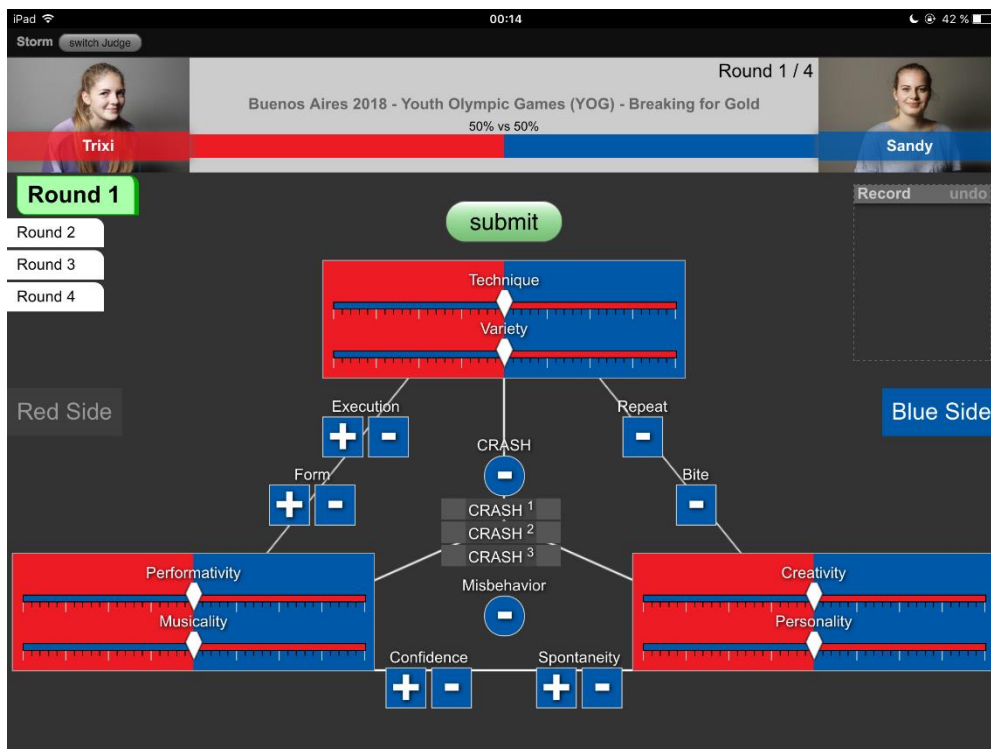 iPad 00:14 42 %
Storm switch Judge
Round 1 / 4
Buenos Aires 2018 - Youth Olympic Games (YOG) - Breaking for Gold
50% vs 50%
Trixi Sandy
Round 1
Record undo
submit
Round 2
Round 3
Round 4
Technique
Variety
Red Side Blue Side
Execution Repeat
+ - -
CRASH
-
Form Bite
+ - -
CRASH 1
CRASH 2
CRASH 3
Performativity Creativity
Misbehavior
-
Musicality Personality
Confidence Spontaneity
+ - + -